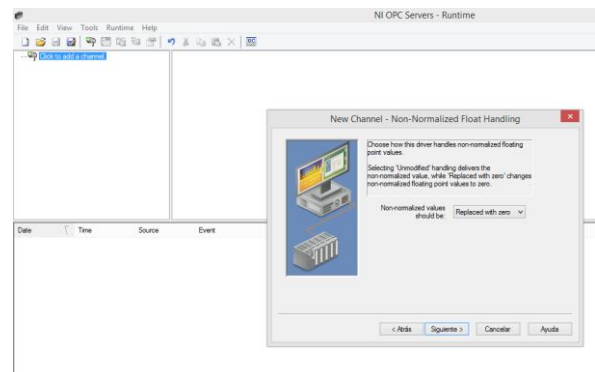 NI OPC Servers - Runtime
File Edit View Tools Runtime Help
Click to add a channel.
New Channel - Non-Normalized Float Handling
Choose how this driver handles non-normalized floating
point values.
Selecting 'Unmodified' handling delivers the
non-normalized value, while 'Replaced with zero' changes
non-normalized floating point values to zero.
Non-normalized values
should be: Replaced with zero
Date Time Source Event
< Atrás Siguiente > Cancelar Ayuda